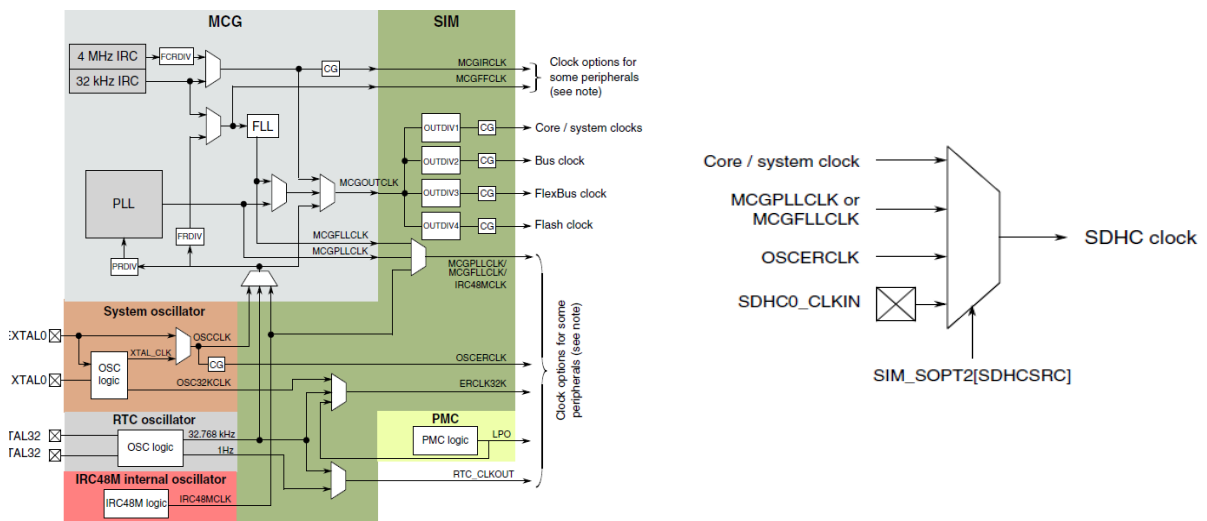 MCG
SIM
4 MHz IRC
FCRDIV
32 kHz IRC
CG
MCGIRCLK
MCGFFCLK
Clock options for
some peripherals
(see note)
FLL
OUTDIV1
CG
Core / system clocks
OUTDIV2
CG
Bus clock
MCGOUTCLK
OUTDIV3
CG
FlexBus clock
PLL
OUTDIV4
CG
Flash clock
FRDIV
MCGFLLCLK
MCGPLLCLK
PRDIV
MCGPLLCLK/
MCGFLLCLK/
IRC48MCLK
System oscillator
EXTAL0
OSCCLK
XTAL_CLK
OSC
logic
CG
OSCERCLK
XTAL0
OSC32KCLK
ERCLK32K
Clock options for some
peripherals (see note)
RTC oscillator
PMC
TAL32
32.768 kHz
OSC logic
PMC logic
LPO
TAL32
1Hz
RTC_CLKOUT
IRC48M internal oscillator
IRC48M logic
IRC48MCLK
Core / system clock
MCGPLLCLK or
MCGFLLCLK
SDHC clock
OSCERCLK
SDHC0_CLKIN
SIM_SOPT2[SDHCSRC]